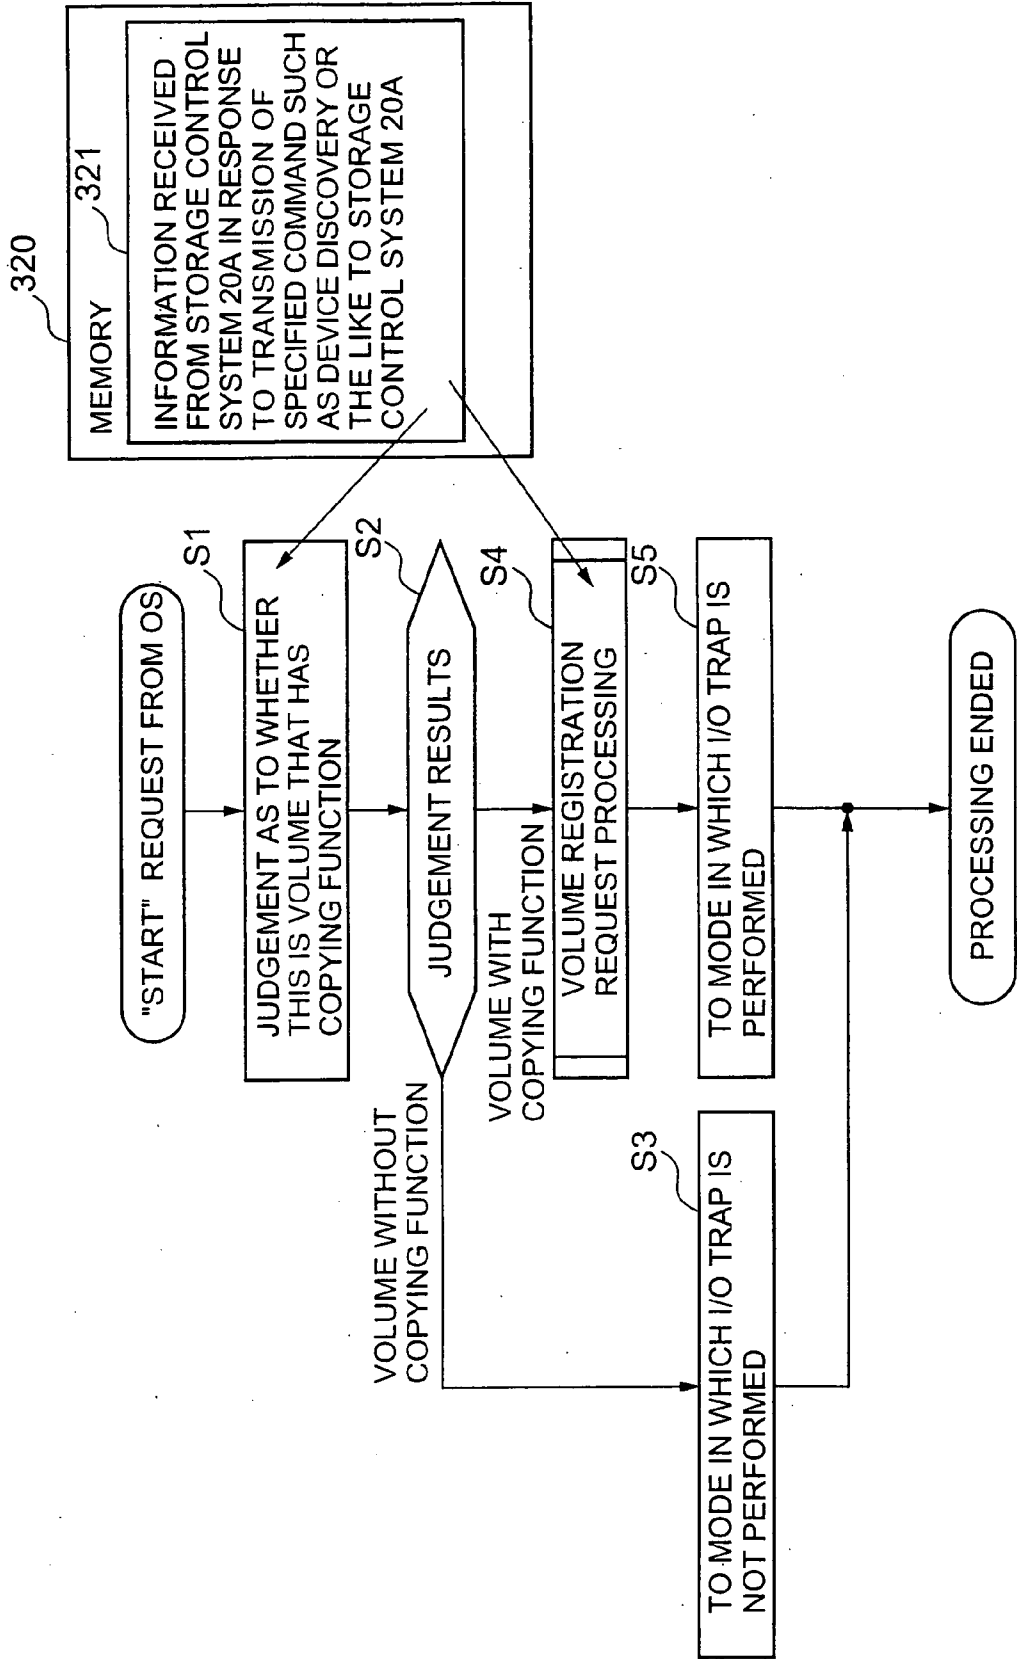 "START" REQUEST FROM OS
S1
JUDGEMENT AS TO WHETHER
THIS IS VOLUME THAT HAS
COPYING FUNCTION
S2
JUDGEMENT RESULTS
VOLUME WITHOUT
COPYING FUNCTION
VOLUME WITH
COPYING FUNCTION
S4
VOLUME REGISTRATION
REQUEST PROCESSING
S3
TO MODE IN WHICH I/O TRAP IS
NOT PERFORMED
S5
TO MODE IN WHICH I/O TRAP IS
PERFORMED
PROCESSING ENDED
320
MEMORY
321
INFORMATION RECEIVED
FROM STORAGE CONTROL
SYSTEM 20A IN RESPONSE
TO TRANSMISSION OF
SPECIFIED COMMAND SUCH
AS DEVICE DISCOVERY OR
THE LIKE TO STORAGE
CONTROL SYSTEM 20A